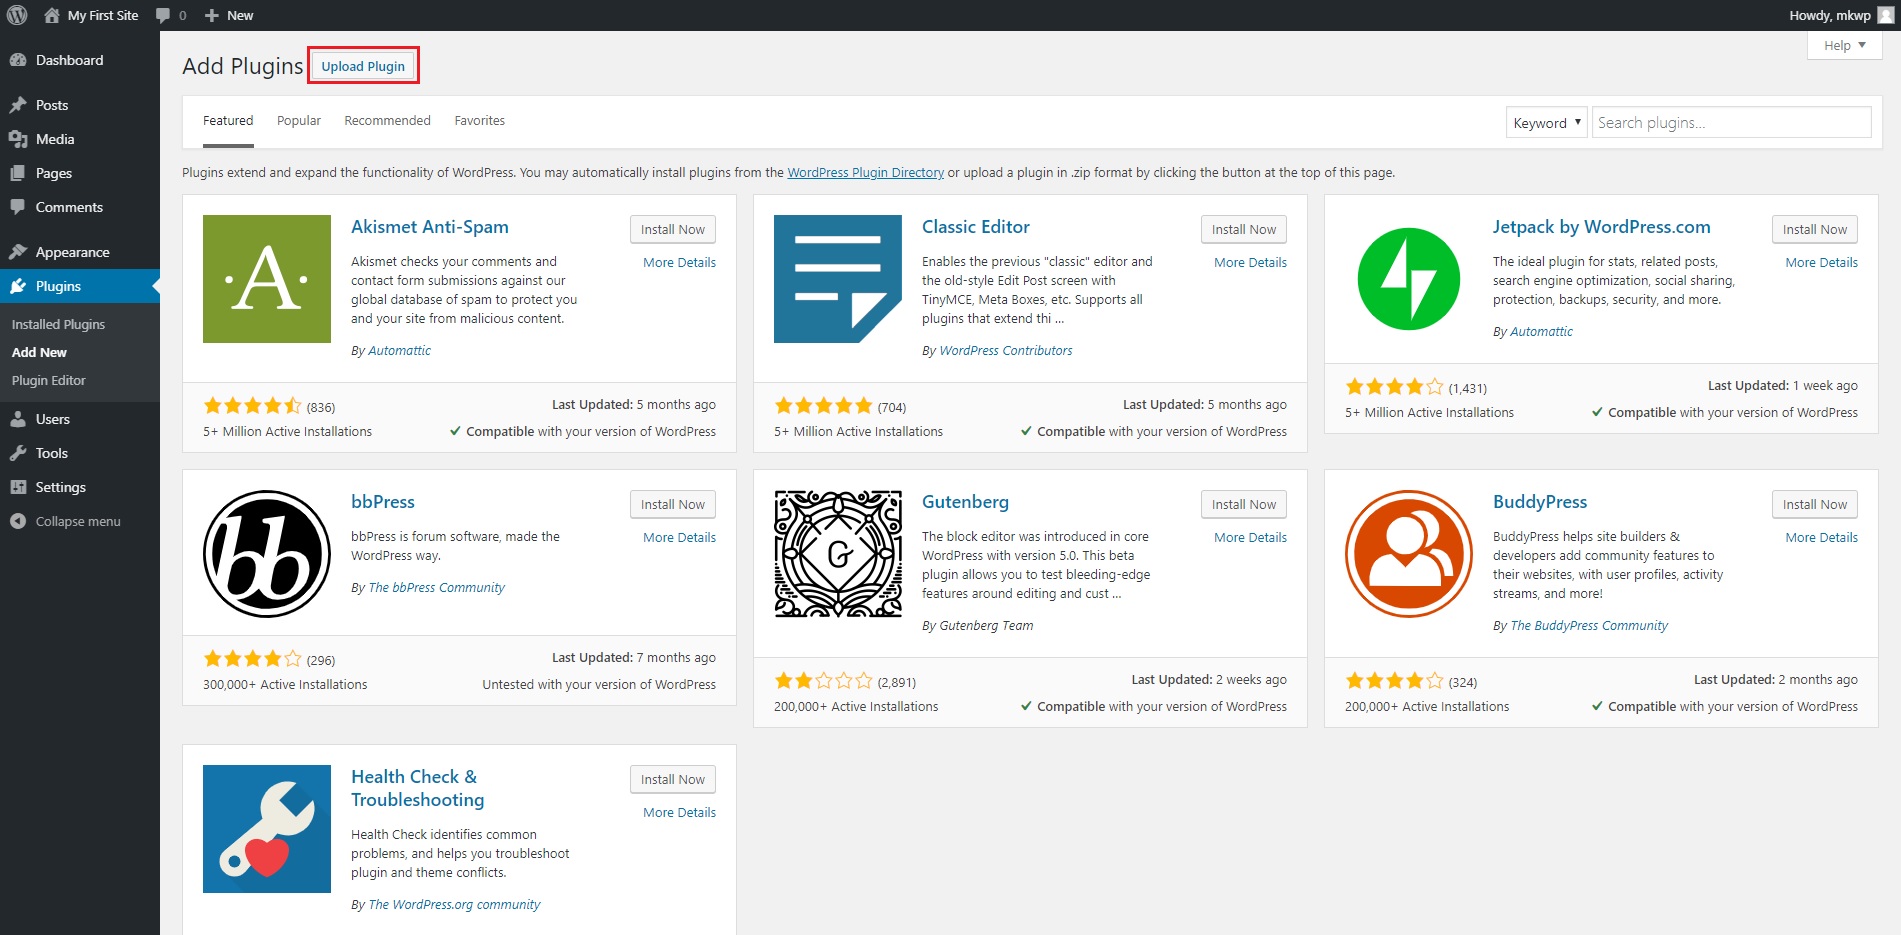 My First Site 0 New
Howdy, mkwp
Dashboard
Posts
Media
Pages
Comments
Appearance
Plugins
Installed Plugins
Add New
Plugin Editor
Users
Tools
Settings
Collapse menu
Help
Add Plugins Upload Plugin
Featured Popular Recommended Favorites
Keyword Search plugins...
Plugins extend and expand the functionality of WordPress. You may automatically install plugins from the WordPress Plugin Directory or upload a plugin in .zip format by clicking the button at the top of this page.
A
Akismet Anti-Spam
Install Now
More Details
Akismet checks your comments and
contact form submissions against our
global database of spam to protect you
and your site from malicious content.
By Automattic
(836)
Last Updated: 5 months ago
5+ Million Active Installations
Compatible with your version of WordPress
Classic Editor
Install Now
More Details
Enables the previous "classic" editor and
the old-style Edit Post screen with
TinyMCE, Meta Boxes, etc. Supports all
plugins that extend thi ...
By WordPress Contributors
(704)
Last Updated: 5 months ago
5+ Million Active Installations
Compatible with your version of WordPress
Jetpack by WordPress.com
Install Now
More Details
The ideal plugin for stats, related posts,
search engine optimization, social sharing,
protection, backups, security, and more.
By Automattic
(1,431)
Last Updated: 1 week ago
5+ Million Active Installations
Compatible with your version of WordPress
bb
bbPress
Install Now
More Details
bbPress is forum software, made the
WordPress way.
By The bbPress Community
(296)
Last Updated: 7 months ago
300,000+ Active Installations
Untested with your version of WordPress
G
Gutenberg
Install Now
More Details
The block editor was introduced in core
WordPress with version 5.0. This beta
plugin allows you to test bleeding-edge
features around editing and cust ...
By Gutenberg Team
(2,891)
Last Updated: 2 weeks ago
200,000+ Active Installations
Compatible with your version of WordPress
BuddyPress
Install Now
More Details
BuddyPress helps site builders &
developers add community features to
their websites, with user profiles, activity
streams, and more!
By The BuddyPress Community
(324)
Last Updated: 2 months ago
200,000+ Active Installations
Compatible with your version of WordPress
Health Check &
Troubleshooting
Install Now
More Details
Health Check identifies common
problems, and helps you troubleshoot
plugin and theme conflicts.
By The WordPress.org community